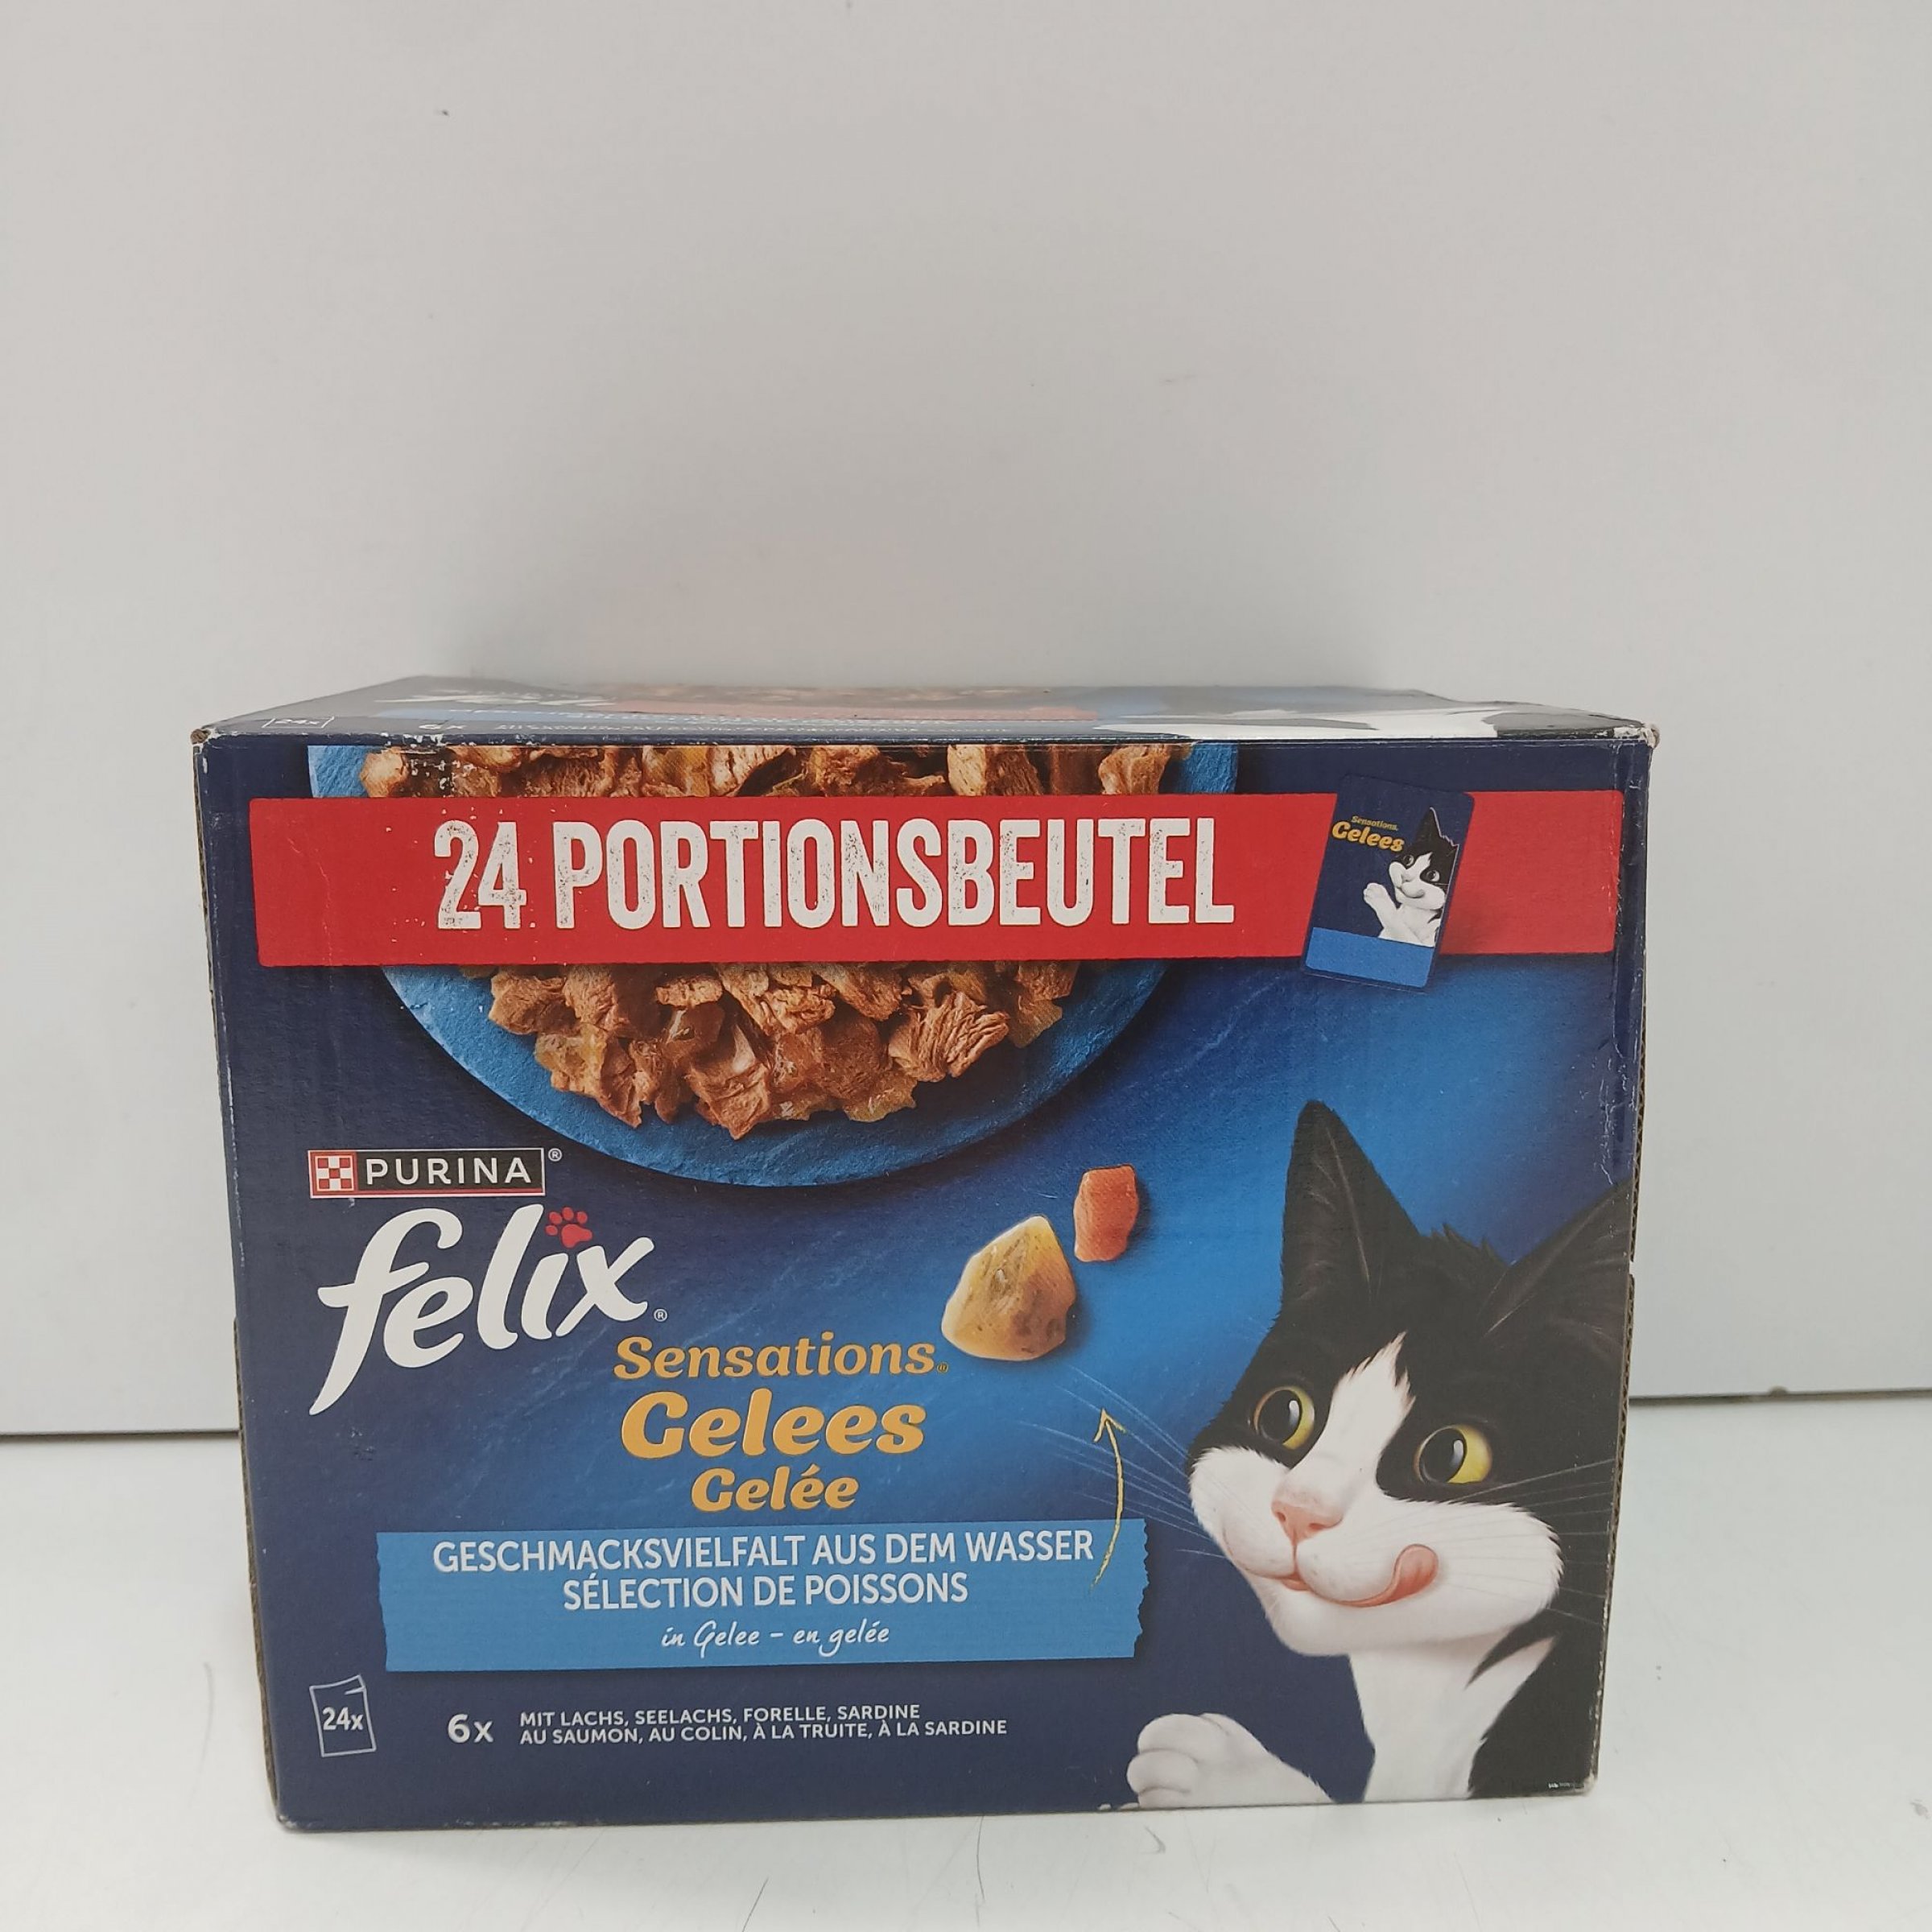 24x
24 PORTIONSBEUTEL
Sensations.
Gelees
PURINA®
felix®
Sensations®
Gelees
Gelée
GESCHMACKSVIELFALT AUS DEM WASSER
SÉLECTION DE POISSONS
in Gelee – en gelée
24x
6x
MIT LACHS, SEELACHS, FORELLE, SARDINE
AU SAUMON, AU COLIN, À LA TRUITE, À LA SARDINE